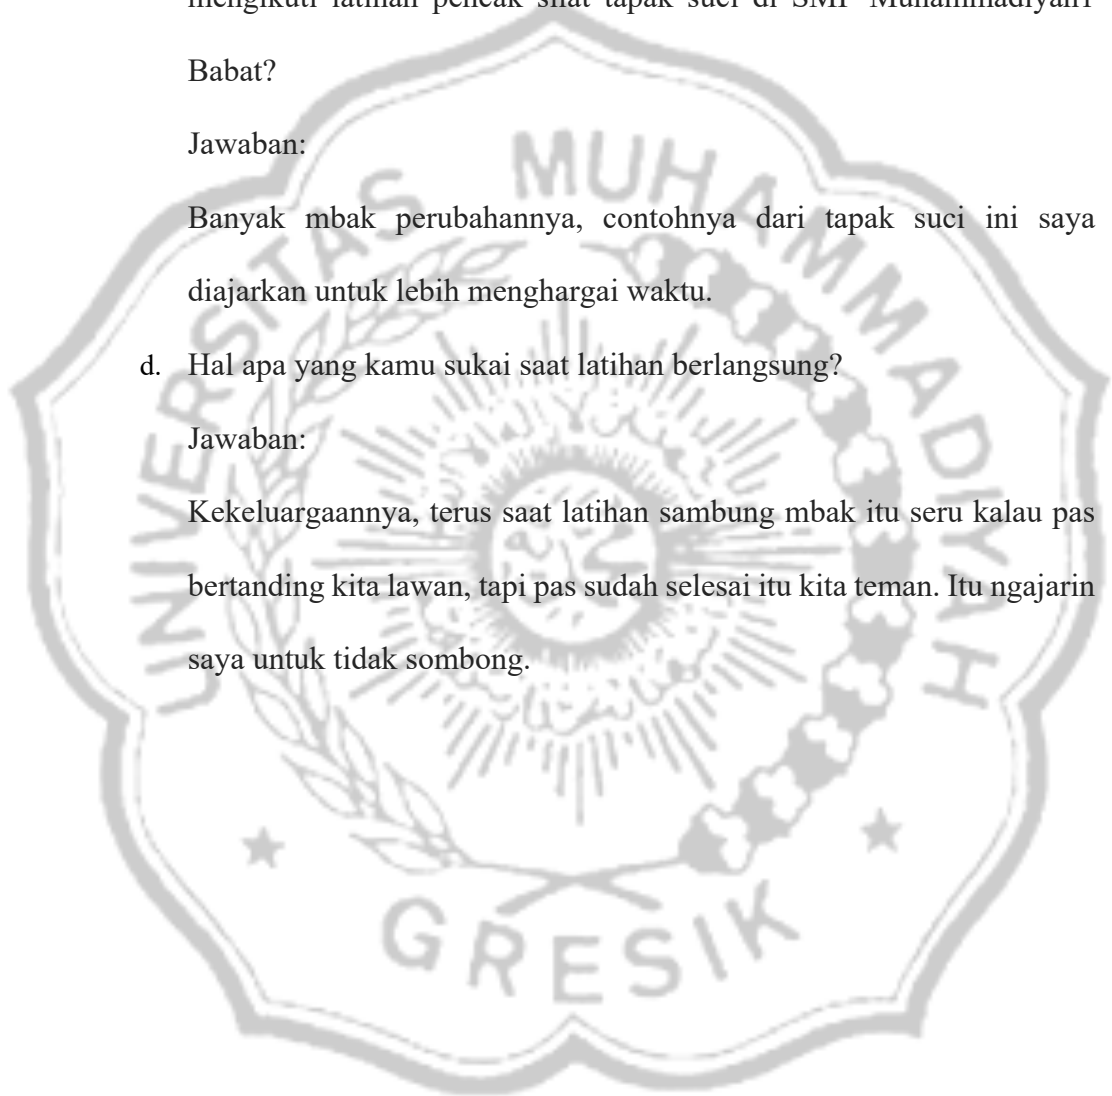 mengikuti latihan pencak silat tapak suci di SMP Muhammadiyah1
Babat?
Jawaban:
Banyak mbak perubahannya, contohnya dari tapak suci ini saya
diajarkan untuk lebih menghargai waktu.
d. Hal apa yang kamu sukai saat latihan berlangsung?
Jawaban:
Kekeluargaannya, terus saat latihan sambung mbak itu seru kalau pas
bertanding kita lawan, tapi pas sudah selesai itu kita teman. Itu ngajarin
saya untuk tidak sombong.
UNIVERSITAS MUHAMMADIYAH
GRESIK